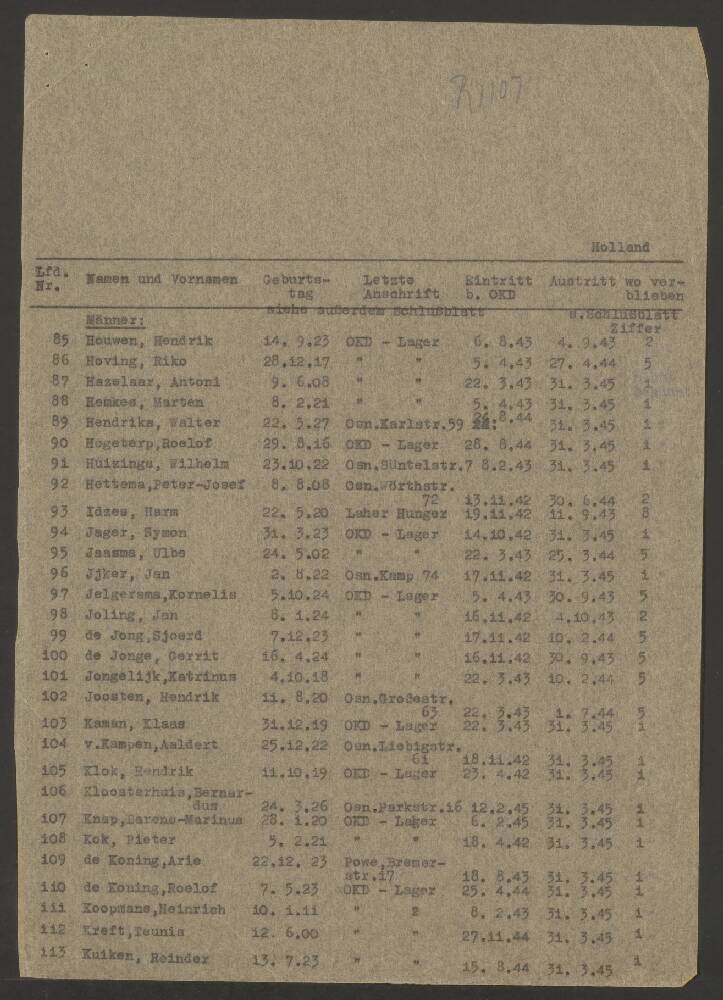 R1107
Holland
Lfd. Nr. Namen und Vornamen Geburts- Letzte Eintritt Austritt wo ver-
tag Anschrift b. OKD blieben
siehe außerdem Schlußblatt s.Schlußblatt
Männer: Ziffer
85 Houwen, Hendrik 14. 9.23 OKD - Lager 6. 8.43 4. 9.43 2
86 Hoving, Riko 28.12.17 " " 5. 4.43 27. 4.44 5
87 Hazelaar, Antoni 9. 6.08 " " 22. 3.43 31. 3.45 1
88 Hemkes, Marten 8. 2.21 " " 5. 4.43 31. 3.45 1
89 Hendriks, Walter 22. 5.27 Osn.Karlstr.59 24.8.44 31. 3.45 1
90 Hogeterp,Roelof 29. 8.16 OKD - Lager 28. 8.44 31. 3.45 1
91 Huizinga, Wilhelm 23.10.22 Osn.Süntelstr.7 8.2.43 31. 3.45 1
92 Hettema,Peter-Josef 8. 8.08 Osn.Wörthstr.
72 13.11.42 30. 6.44 2
93 Idzes, Harm 22. 5.20 Laher Hunger 19.11.42 11. 9.43 8
94 Jager, Symon 31. 3.23 OKD - Lager 14.10.42 31. 3.45 1
95 Jaasma, Ulbe 24. 5.02 " " 22. 3.43 25. 3.44 5
96 Jjker, Jan 2. 8.22 Osn.Kamp 74 17.11.42 31. 3.45 1
97 Jelgersma,Kornelis 5.10.24 OKD - Lager 5. 4.43 30. 9.43 5
98 Joling, Jan 8. 1.24 " " 16.11.42 4.10.43 2
99 de Jong,Sjoerd 7.12.23 " " 17.11.42 10. 2.44 5
100 de Jonge, Gerrit 16. 4.24 " " 16.11.42 30. 9.43 5
101 Jongelijk,Katrinus 4.10.18 " " 22. 3.43 10. 2.44 5
102 Joosten, Hendrik 11. 8.20 Osn.Großestr.
63 22. 3.43 1. 7.44 5
103 Kaman, Klaas 31.12.19 OKD - Lager 22. 3.43 31. 3.45 1
104 v.Kampen,Aaldert 25.12.22 Osn.Liebigstr.
61 18.11.42 31. 3.45 1
105 Klok, Hendrik 11.10.19 OKD - Lager 23. 4.42 31. 3.45 1
106 Kloosterhuis,Bernar-
dus 24. 3.26 Osn.Parkstr.16 12.2.45 31. 3.45 1
107 Knap,Barend-Marinus 28. 1.20 OKD - Lager 6. 2.45 31. 3.45 1
108 Kok, Pieter 5. 2.21 " " 18. 4.42 31. 3.45 1
109 de Koning,Arie 22.12. 23 Powe,Bremer-
str.17 18. 8.43 31. 3.45 1
110 de Koning,Roelof 7. 5.23 OKD - Lager 25. 4.44 31. 3.45 1
111 Koopmans,Heinrich 10. 1.11 " 2 8. 2.43 31. 3.45 1
112 Kreft,Teunis 12. 6.00 " " 27.11.44 31. 3.45 1
113 Kuiken, Reinder 13. 7.23 " " 15. 8.44 31. 3.45 1